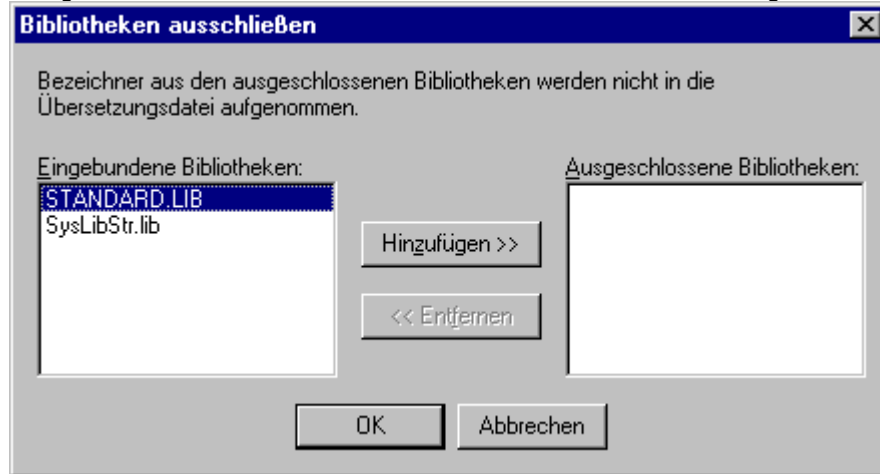 Bibliotheken ausschließen
Bezeichner aus den ausgeschlossenen Bibliotheken werden nicht in die
Übersetzungsdatei aufgenommen.
Eingebundene Bibliotheken:
Ausgeschlossene Bibliotheken:
STANDARD.LIB
SysLibStr.lib
Hinzufügen >>
<< Entfernen
OK
Abbrechen